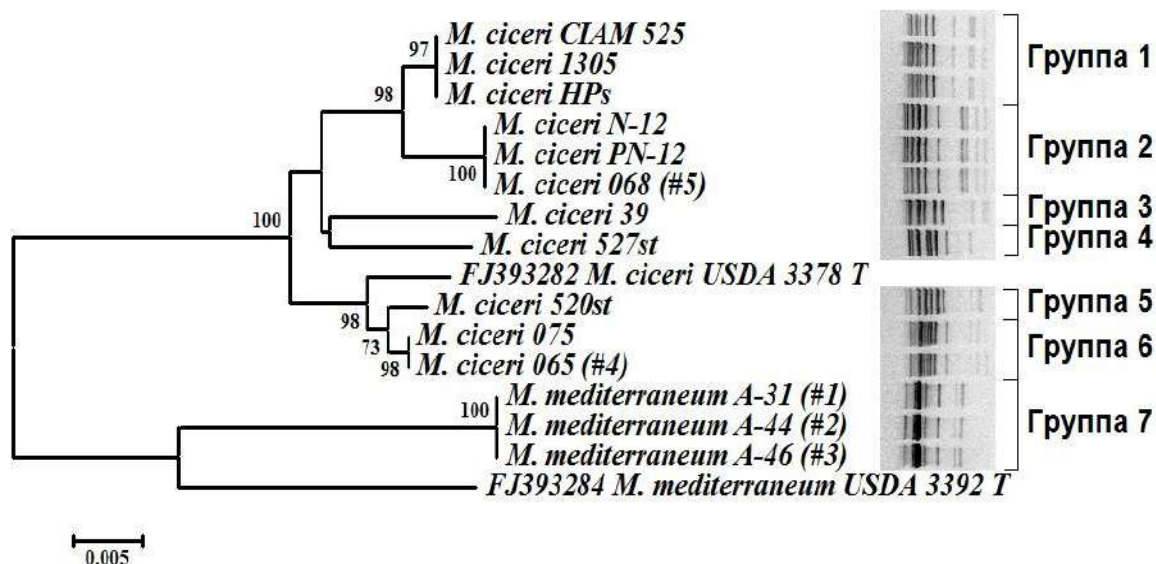 M. ciceri CIAM 525
97
M. ciceri 1305
Группа 1
M. ciceri HPs
98
M. ciceri N-12
M. ciceri PN-12
Группа 2
100
M. ciceri 068 (#5)
M. ciceri 39
Группа 3
100
M. ciceri 527st
Группа 4
FJ393282 M. ciceri USDA 3378 T
M. ciceri 520st
Группа 5
98
M. ciceri 075
73
Группа 6
98
M. ciceri 065 (#4)
M. mediterraneum A-31 (#1)
100
M. mediterraneum A-44 (#2)
Группа 7
M. mediterraneum A-46 (#3)
FJ393284 M. mediterraneum USDA 3392 T
0.005